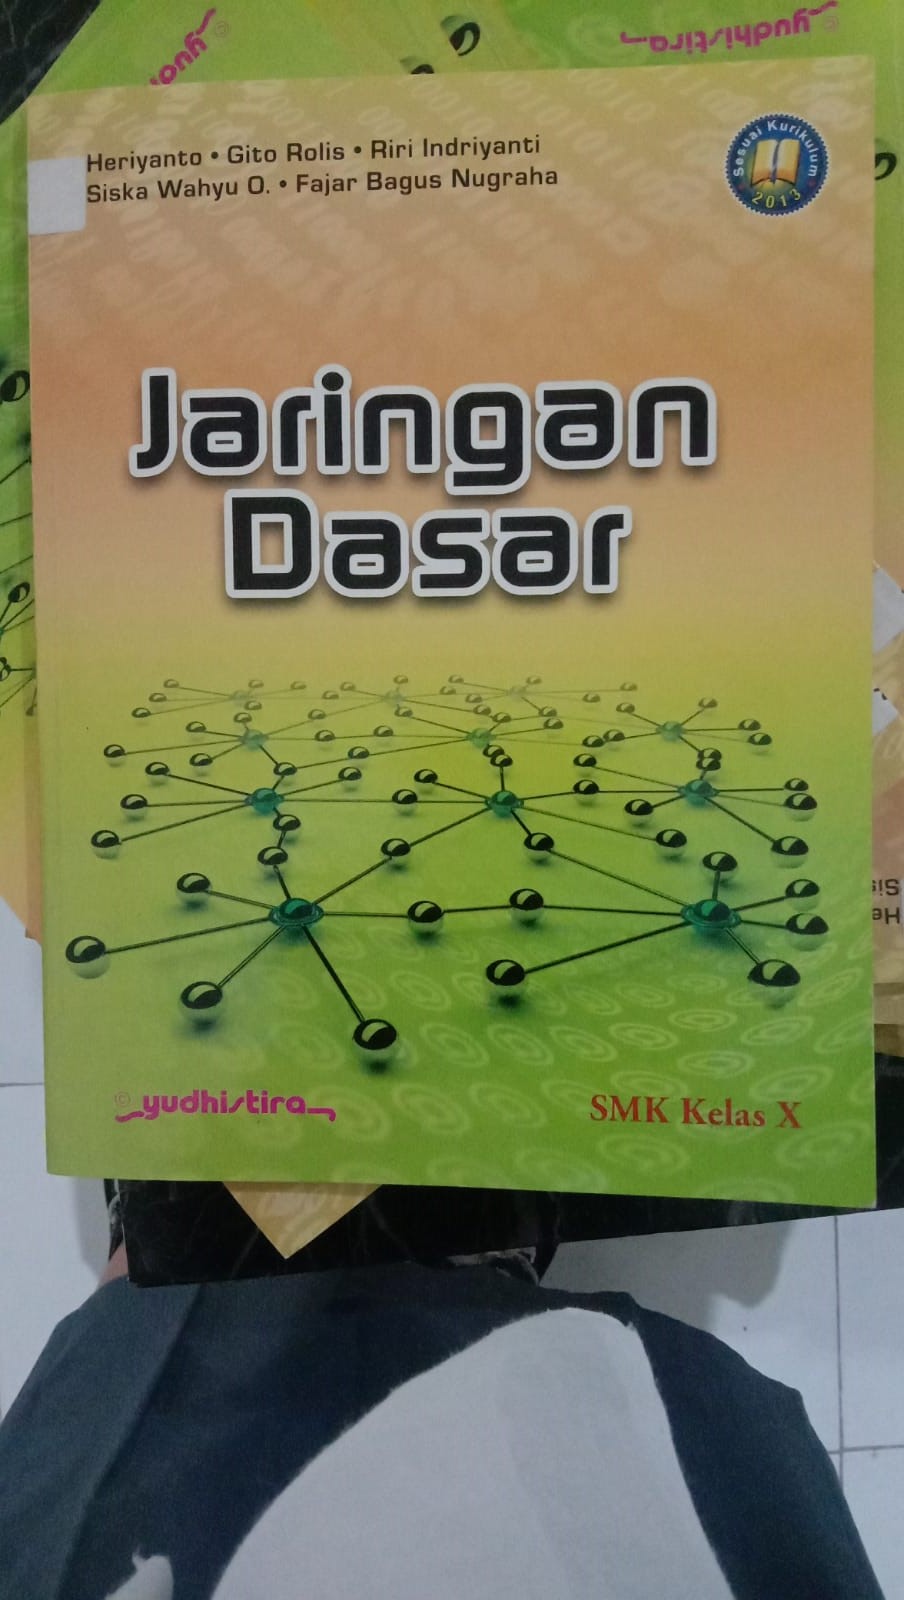 yudhistira
Heriyanto • Gito Rolis • Riri Indriyanti
Siska Wahyu O. • Fajar Bagus Nugraha
Sesuai Kurikulum
2013
Jaringan
Dasar
© yudhistira
SMK Kelas X